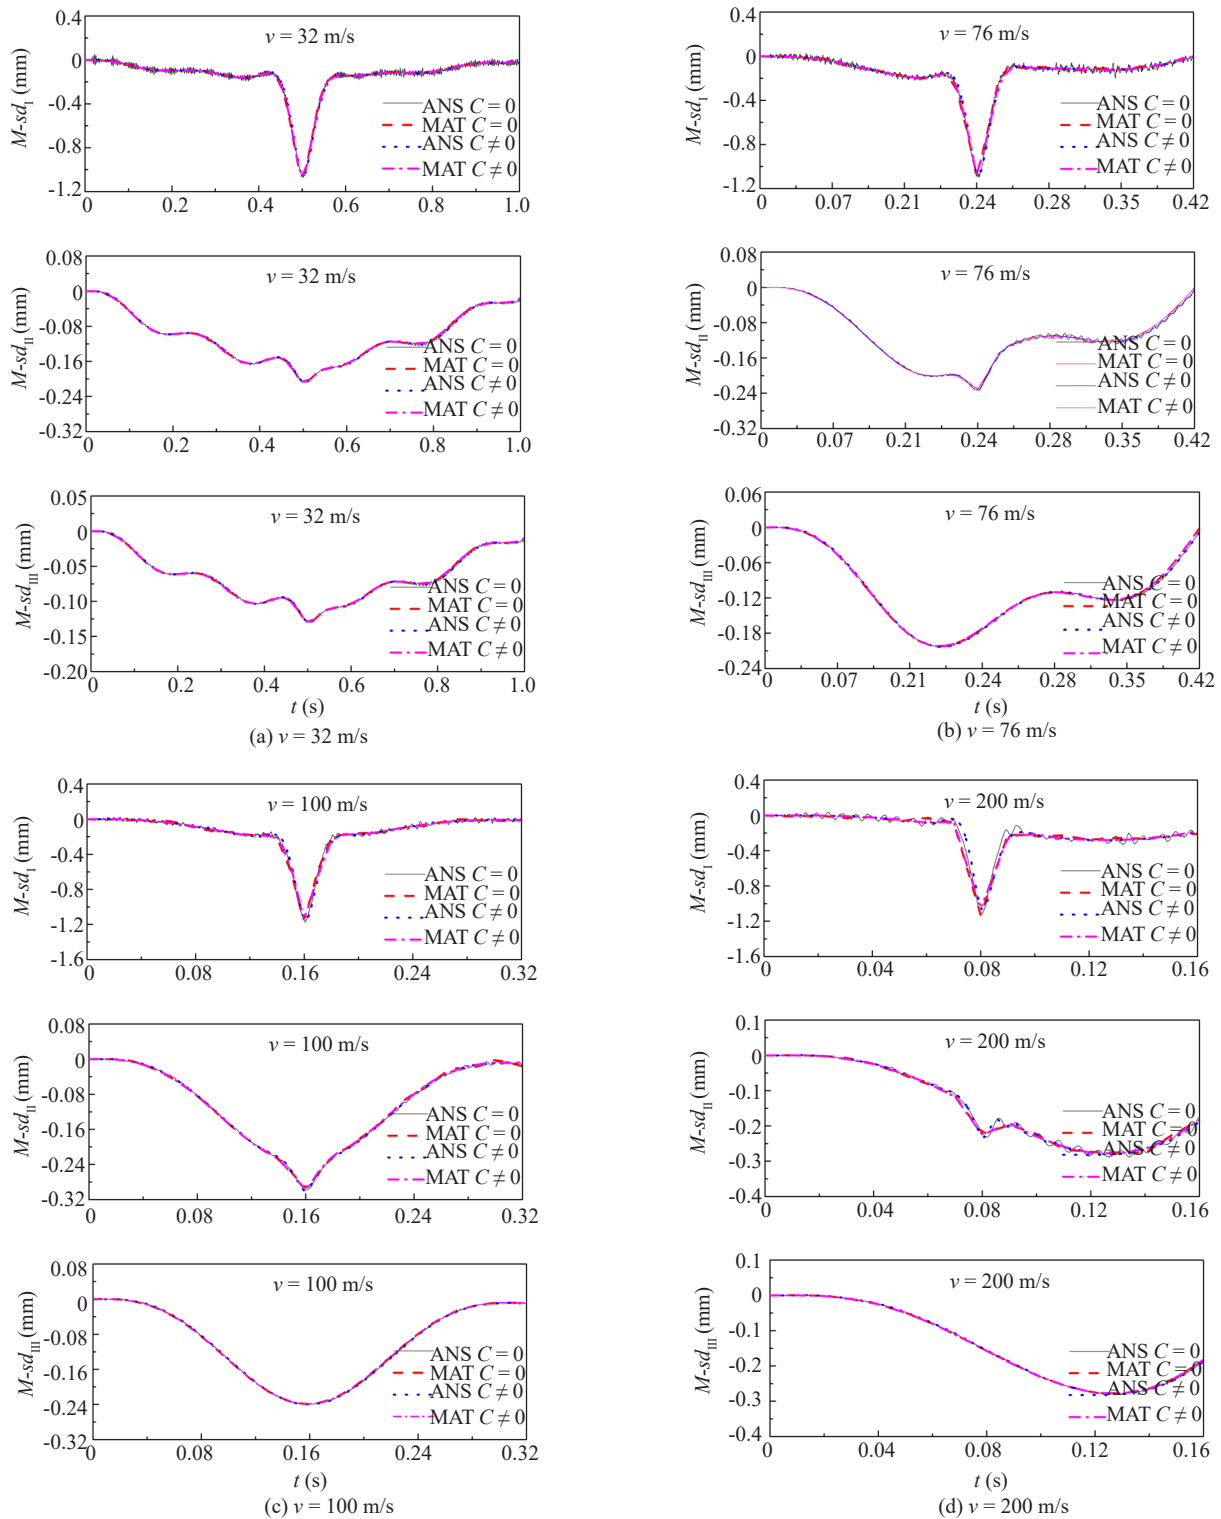 0.4
0
-0.4
-0.8
-1.2
M-sd_I (mm)
v = 32 m/s
ANS C = 0
MAT C = 0
ANS C ≠ 0
MAT C ≠ 0
0 0.2 0.4 0.6 0.8 1.0
0.08
0
-0.08
-0.16
-0.24
-0.32
M-sd_II (mm)
v = 32 m/s
ANS C = 0
MAT C = 0
ANS C ≠ 0
MAT C ≠ 0
0 0.2 0.4 0.6 0.8 1.0
0.05
0
-0.05
-0.10
-0.15
-0.20
M-sd_III (mm)
v = 32 m/s
ANS C = 0
MAT C = 0
ANS C ≠ 0
MAT C ≠ 0
0 0.2 0.4 0.6 0.8 1.0
t (s)
(a) v = 32 m/s
0.4
0
-0.4
-0.8
-1.2
M-sd_I (mm)
v = 76 m/s
ANS C = 0
MAT C = 0
ANS C ≠ 0
MAT C ≠ 0
0 0.07 0.21 0.24 0.28 0.35 0.42
0.08
0
-0.08
-0.16
-0.24
-0.32
M-sd_II (mm)
v = 76 m/s
ANS C = 0
MAT C = 0
ANS C ≠ 0
MAT C ≠ 0
0 0.07 0.21 0.24 0.28 0.35 0.42
0.06
0
-0.06
-0.12
-0.18
-0.24
M-sd_III (mm)
v = 76 m/s
ANS C = 0
MAT C = 0
ANS C ≠ 0
MAT C ≠ 0
0 0.07 0.21 0.24 0.28 0.35 0.42
t (s)
(b) v = 76 m/s
0.4
0
-0.4
-0.8
-1.2
-1.6
M-sd_I (mm)
v = 100 m/s
ANS C = 0
MAT C = 0
ANS C ≠ 0
MAT C ≠ 0
0 0.08 0.16 0.24 0.32
0.08
0
-0.08
-0.16
-0.24
-0.32
M-sd_II (mm)
v = 100 m/s
ANS C = 0
MAT C = 0
ANS C ≠ 0
MAT C ≠ 0
0 0.08 0.16 0.24 0.32
0.08
0
-0.08
-0.16
-0.24
-0.32
M-sd_III (mm)
v = 100 m/s
ANS C = 0
MAT C = 0
ANS C ≠ 0
MAT C ≠ 0
0 0.08 0.16 0.24 0.32
t (s)
(c) v = 100 m/s
0.4
0
-0.4
-0.8
-1.2
-1.6
M-sd_I (mm)
v = 200 m/s
ANS C = 0
MAT C = 0
ANS C ≠ 0
MAT C ≠ 0
0 0.04 0.08 0.12 0.16
0.1
0
-0.1
-0.2
-0.3
-0.4
M-sd_II (mm)
v = 200 m/s
ANS C = 0
MAT C = 0
ANS C ≠ 0
MAT C ≠ 0
0 0.04 0.08 0.12 0.16
0.1
0
-0.1
-0.2
-0.3
-0.4
M-sd_III (mm)
v = 200 m/s
ANS C = 0
MAT C = 0
ANS C ≠ 0
MAT C ≠ 0
0 0.04 0.08 0.12 0.16
t (s)
(d) v = 200 m/s